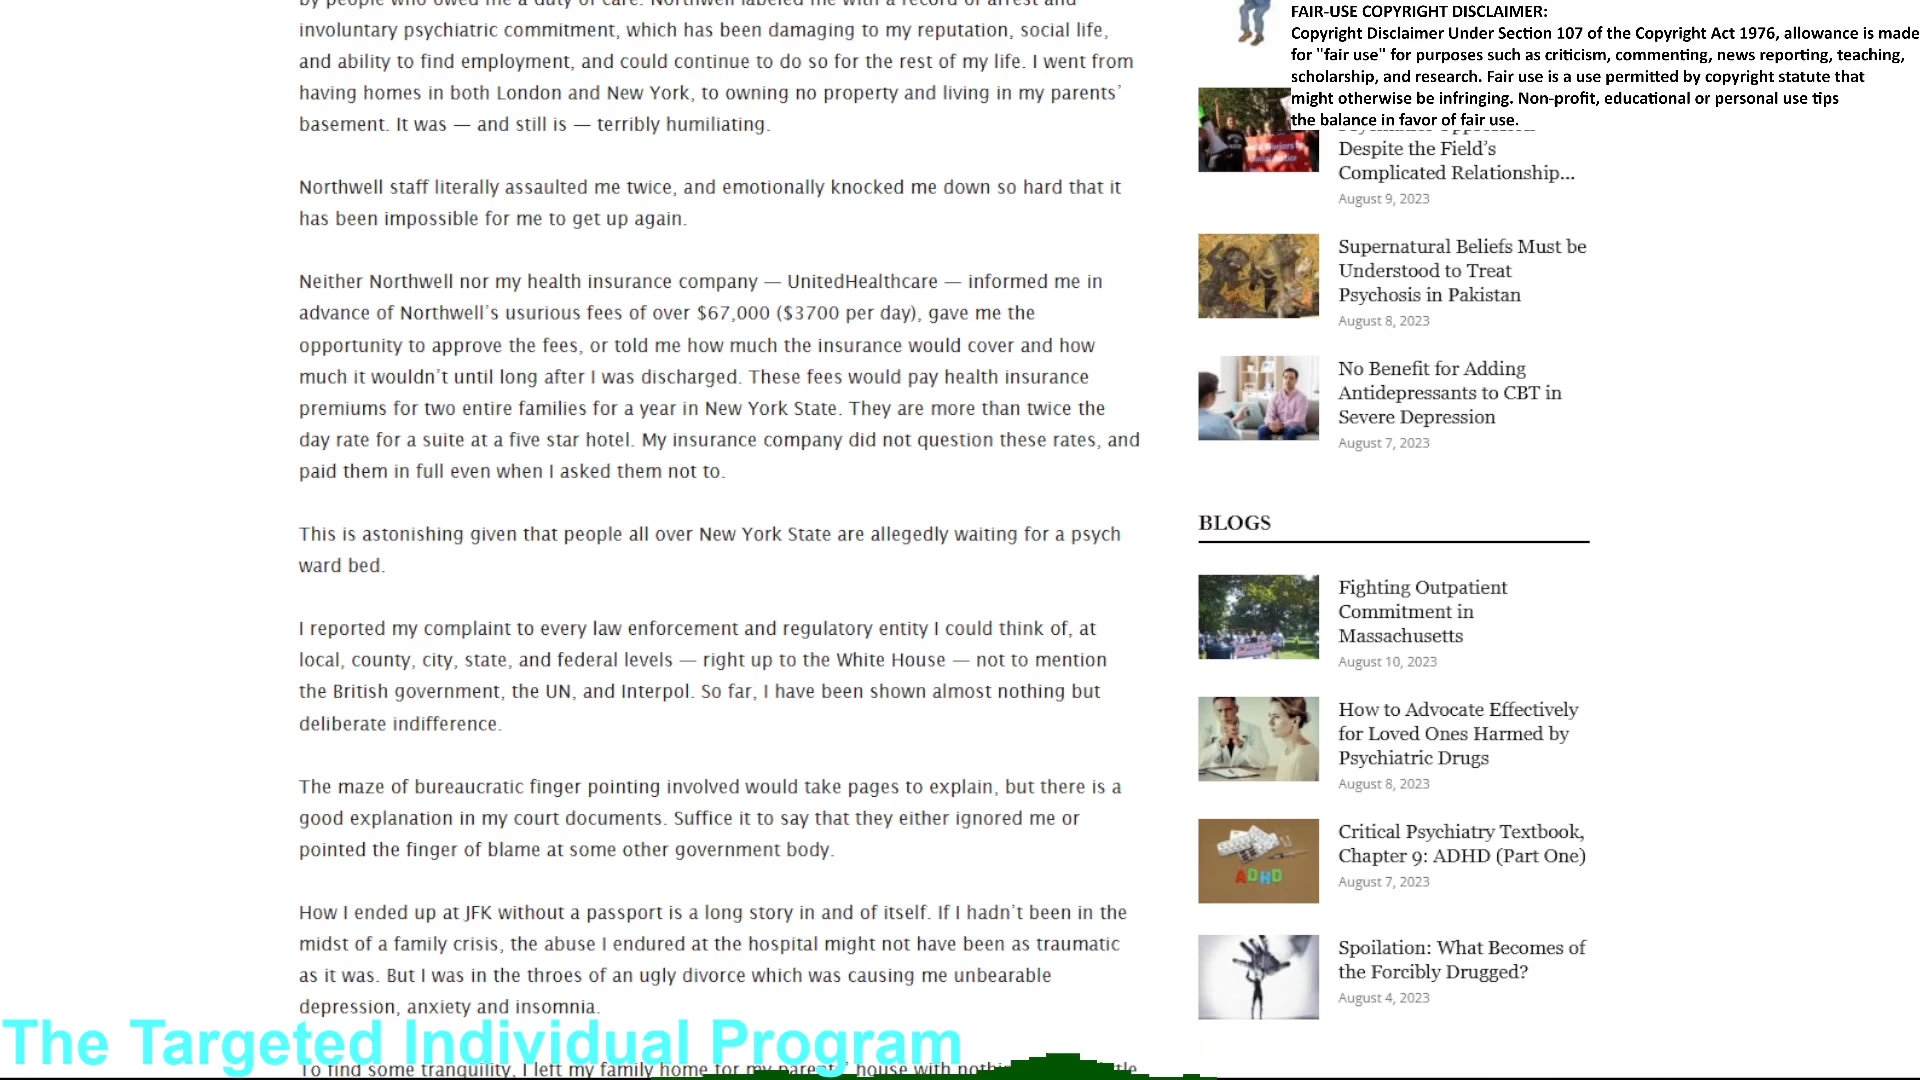 by people who owed me a duty of care. Northwell labeled me with a record of arrest and
involuntary psychiatric commitment, which has been damaging to my reputation, social life,
and ability to find employment, and could continue to do so for the rest of my life. I went from
having homes in both London and New York, to owning no property and living in my parents’
basement. It was — and still is — terribly humiliating.
Northwell staff literally assaulted me twice, and emotionally knocked me down so hard that it
has been impossible for me to get up again.
Neither Northwell nor my health insurance company — UnitedHealthcare — informed me in
advance of Northwell’s usurious fees of over $67,000 ($3700 per day), gave me the
opportunity to approve the fees, or told me how much the insurance would cover and how
much it wouldn’t until long after I was discharged. These fees would pay health insurance
premiums for two entire families for a year in New York State. They are more than twice the
day rate for a suite at a five star hotel. My insurance company did not question these rates, and
paid them in full even when I asked them not to.
This is astonishing given that people all over New York State are allegedly waiting for a psych
ward bed.
I reported my complaint to every law enforcement and regulatory entity I could think of, at
local, county, city, state, and federal levels — right up to the White House — not to mention
the British government, the UN, and Interpol. So far, I have been shown almost nothing but
deliberate indifference.
The maze of bureaucratic finger pointing involved would take pages to explain, but there is a
good explanation in my court documents. Suffice it to say that they either ignored me or
pointed the finger of blame at some other government body.
How I ended up at JFK without a passport is a long story in and of itself. If I hadn’t been in the
midst of a family crisis, the abuse I endured at the hospital might not have been as traumatic
as it was. But I was in the throes of an ugly divorce which was causing me unbearable
depression, anxiety and insomnia.
To find some tranquility, I left my family home for my parents’ house with
FAIR-USE COPYRIGHT DISCLAIMER:
Copyright Disclaimer Under Section 107 of the Copyright Act 1976, allowance is made
for "fair use" for purposes such as criticism, commenting, news reporting, teaching,
scholarship, and research. Fair use is a use permitted by copyright statute that
might otherwise be infringing. Non-profit, educational or personal use tips
the balance in favor of fair use.
Despite the Field’s
Complicated Relationship...
August 9, 2023
Supernatural Beliefs Must be
Understood to Treat
Psychosis in Pakistan
August 8, 2023
No Benefit for Adding
Antidepressants to CBT in
Severe Depression
August 7, 2023
BLOGS
Fighting Outpatient
Commitment in
Massachusetts
August 10, 2023
How to Advocate Effectively
for Loved Ones Harmed by
Psychiatric Drugs
August 8, 2023
Critical Psychiatry Textbook,
Chapter 9: ADHD (Part One)
August 7, 2023
ADHD
Spoilation: What Becomes of
the Forcibly Drugged?
August 4, 2023
The Targeted Individual Program